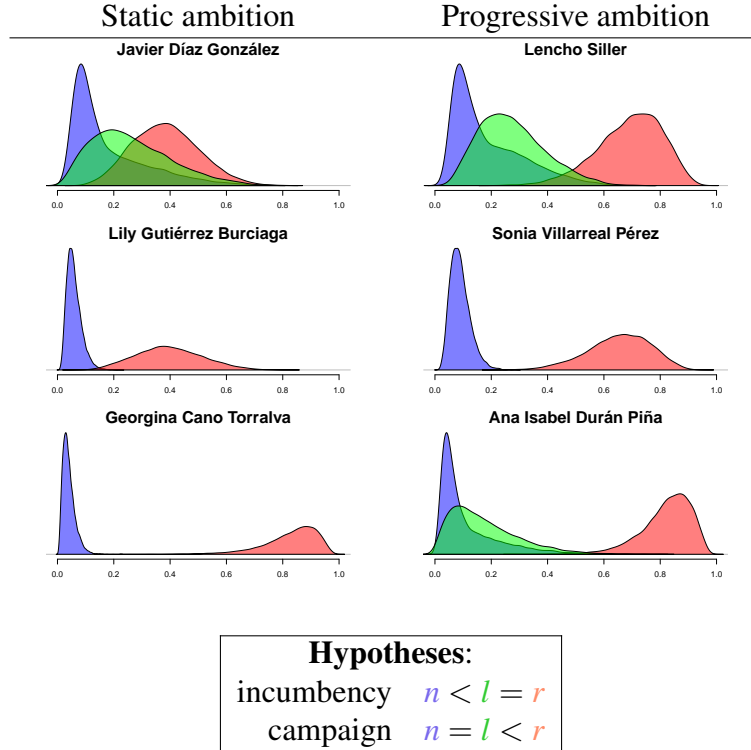 Static ambition Progressive ambition
Javier Díaz González Lencho Siller
0.0 0.2 0.4 0.6 0.8 1.0 0.0 0.2 0.4 0.6 0.8 1.0
Lily Gutiérrez Burciaga Sonia Villarreal Pérez
0.0 0.2 0.4 0.6 0.8 1.0 0.0 0.2 0.4 0.6 0.8 1.0
Georgina Cano Torralva Ana Isabel Durán Piña
0.0 0.2 0.4 0.6 0.8 1.0 0.0 0.2 0.4 0.6 0.8 1.0
Hypotheses:
incumbency n < l = r
campaign n = l < r